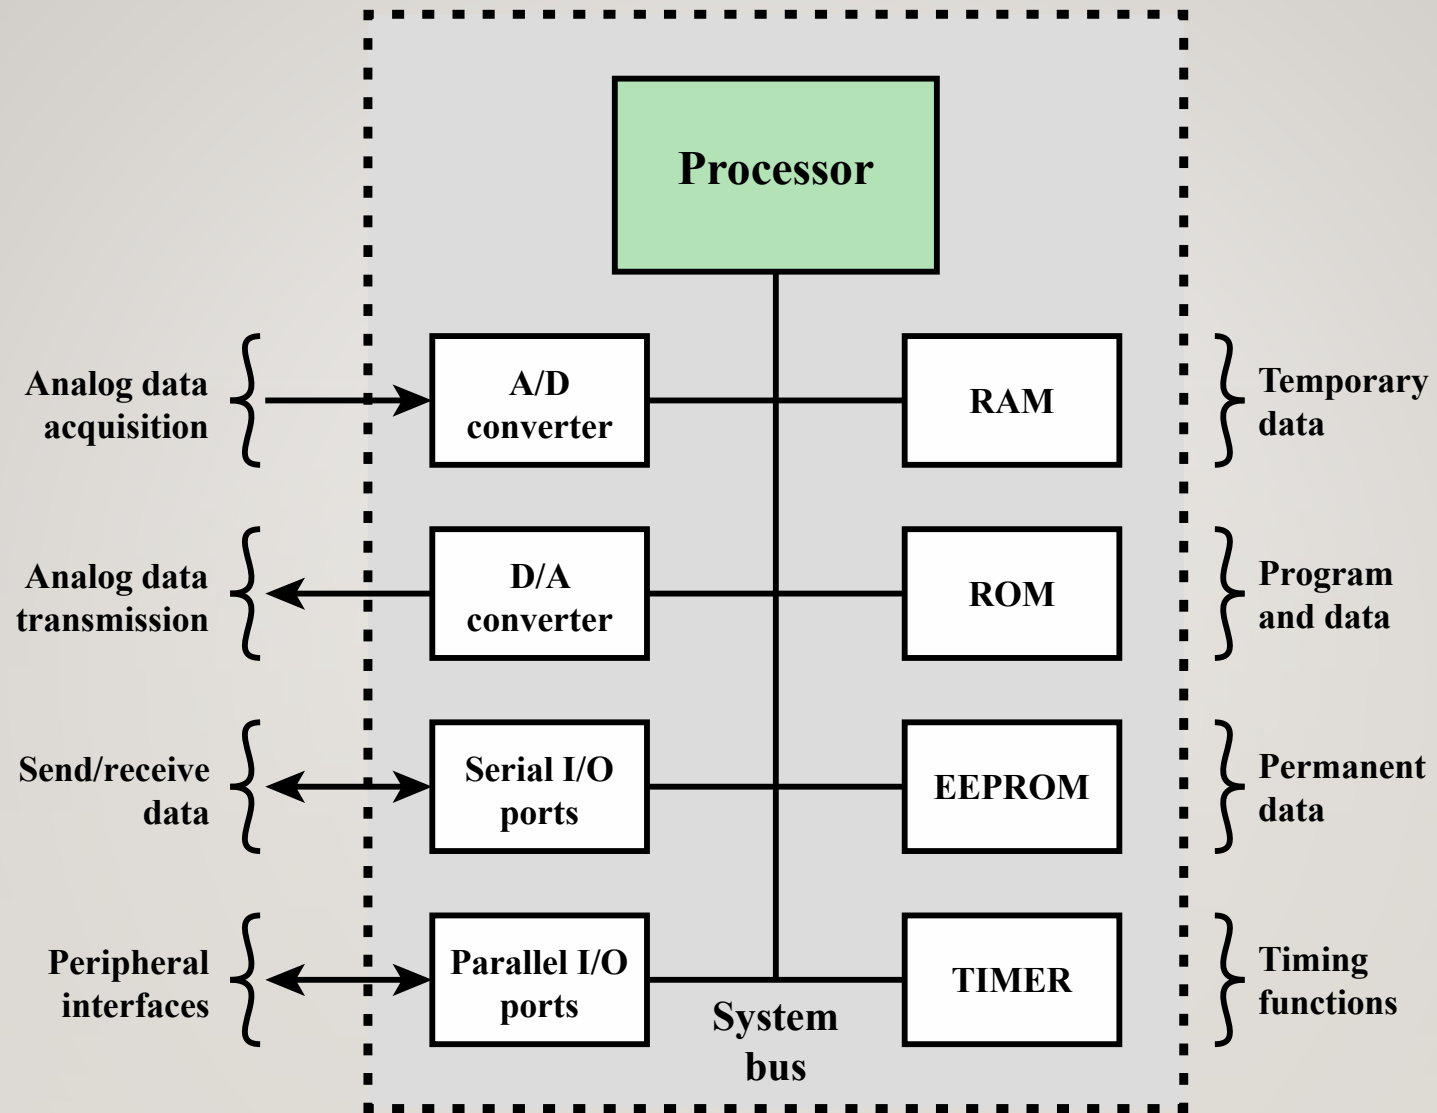 Processor
Analog data
acquisition
A/D
converter
RAM
Temporary
data
Analog data
transmission
D/A
converter
ROM
Program
and data
Send/receive
data
Serial I/O
ports
EEPROM
Permanent
data
Peripheral
interfaces
Parallel I/O
ports
TIMER
Timing
functions
System
bus